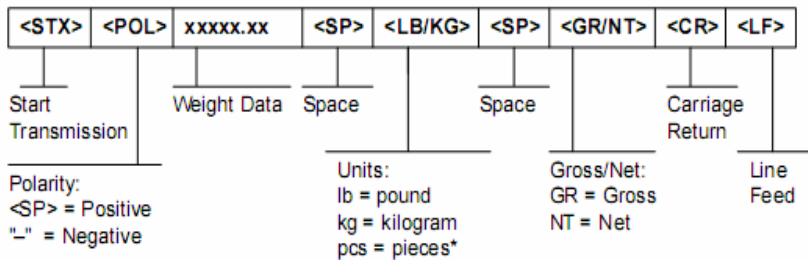 <STX> <POL> xxxxx.xx <SP> <LB/KG> <SP> <GR/NT> <CR> <LF>
Start
Transmission
Weight Data
Space
Space
Carriage
Return
Polarity:
<SP> = Positive
"–" = Negative
Units:
lb = pound
kg = kilogram
pcs = pieces*
Gross/Net:
GR = Gross
NT = Net
Line
Feed